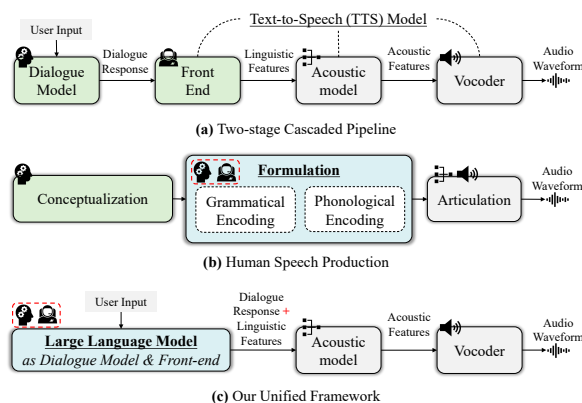 Text-to-Speech (TTS) Model
User Input
Dialogue
Response
Linguistic
Features
Acoustic
Features
Audio
Waveform
Dialogue
Model
Front
End
Acoustic
model
Vocoder
(a) Two-stage Cascaded Pipeline
Formulation
Conceptualization
Grammatical
Encoding
Phonological
Encoding
Articulation
Audio
Waveform
(b) Human Speech Production
User Input
Dialogue
Response +
Linguistic
Features
Acoustic
Features
Audio
Waveform
Large Language Model
as Dialogue Model & Front-end
Acoustic
model
Vocoder
(c) Our Unified Framework